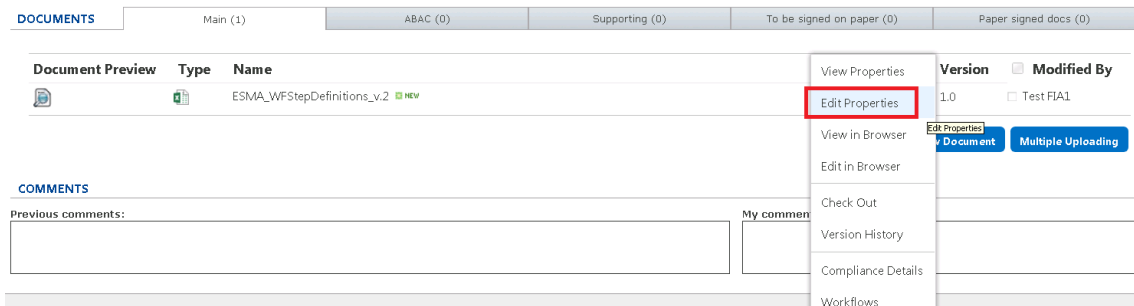 DOCUMENTS
Main (1)
ABAC (0)
Supporting (0)
To be signed on paper (0)
Paper signed docs (0)
Document Preview
Type
Name
Version
Modified By
ESMA_WFStepDefinitions_v.2 NEW
1.0
Test FIA1
View Properties
Edit Properties
View in Browser
Edit in Browser
Check Out
Version History
Compliance Details
Workflows
Edit Properties
Document
Multiple Uploading
COMMENTS
Previous comments:
My commen